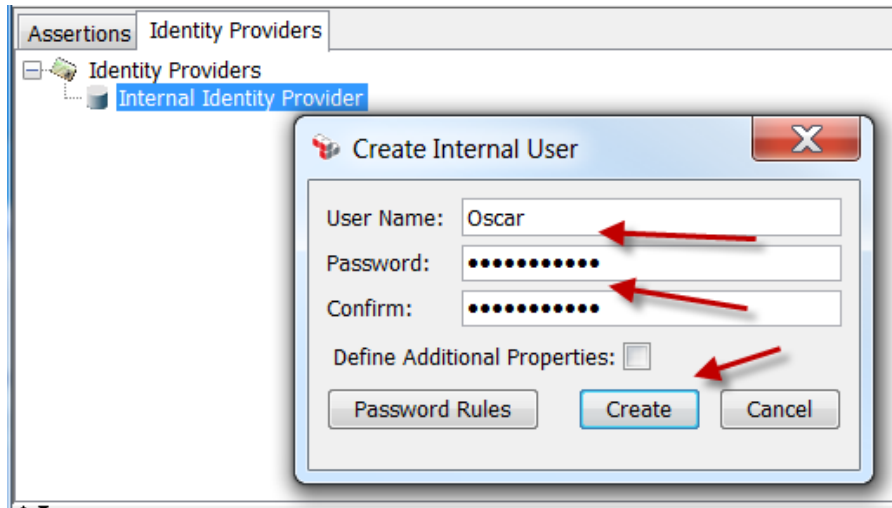 Assertions Identity Providers
Identity Providers
Internal Identity Provider
Create Internal User
User Name: Oscar
Password: •••••••••••
Confirm: •••••••••••
Define Additional Properties:
Password Rules Create Cancel